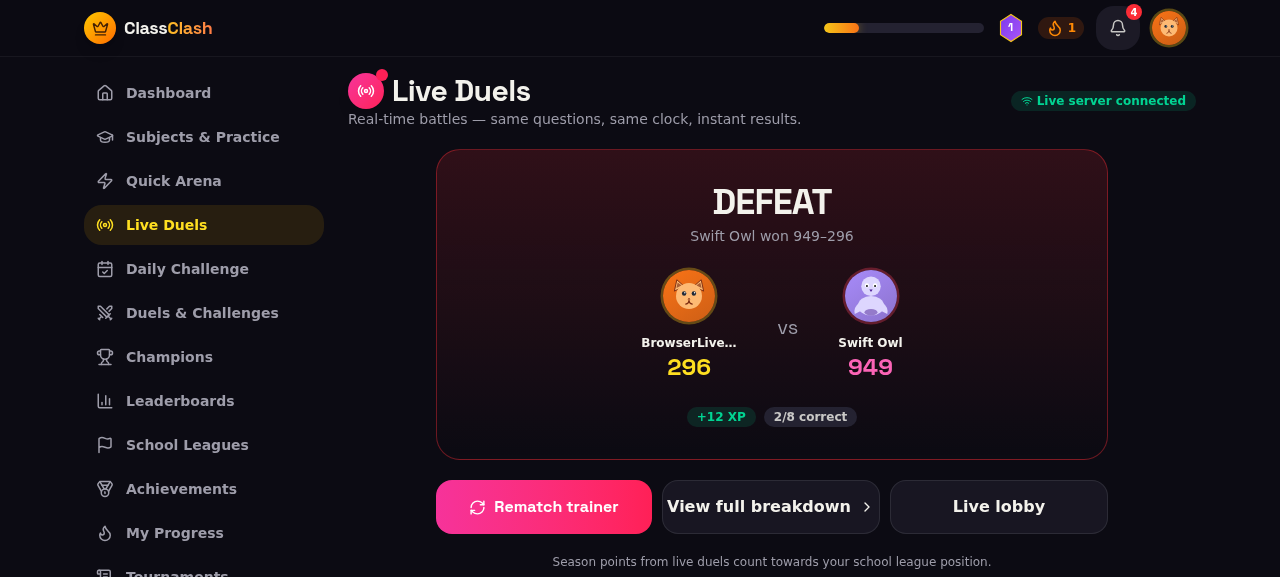 ClassClash
1
1
4
Dashboard
Subjects & Practice
Quick Arena
Live Duels
Daily Challenge
Duels & Challenges
Champions
Leaderboards
School Leagues
Achievements
My Progress
Tournaments
Live Duels
Real-time battles — same questions, same clock, instant results.
Live server connected
DEFEAT
Swift Owl won 949–296
BrowserLive...
296
VS
Swift Owl
949
+12 XP
2/8 correct
Rematch trainer
View full breakdown
Live lobby
Season points from live duels count towards your school league position.